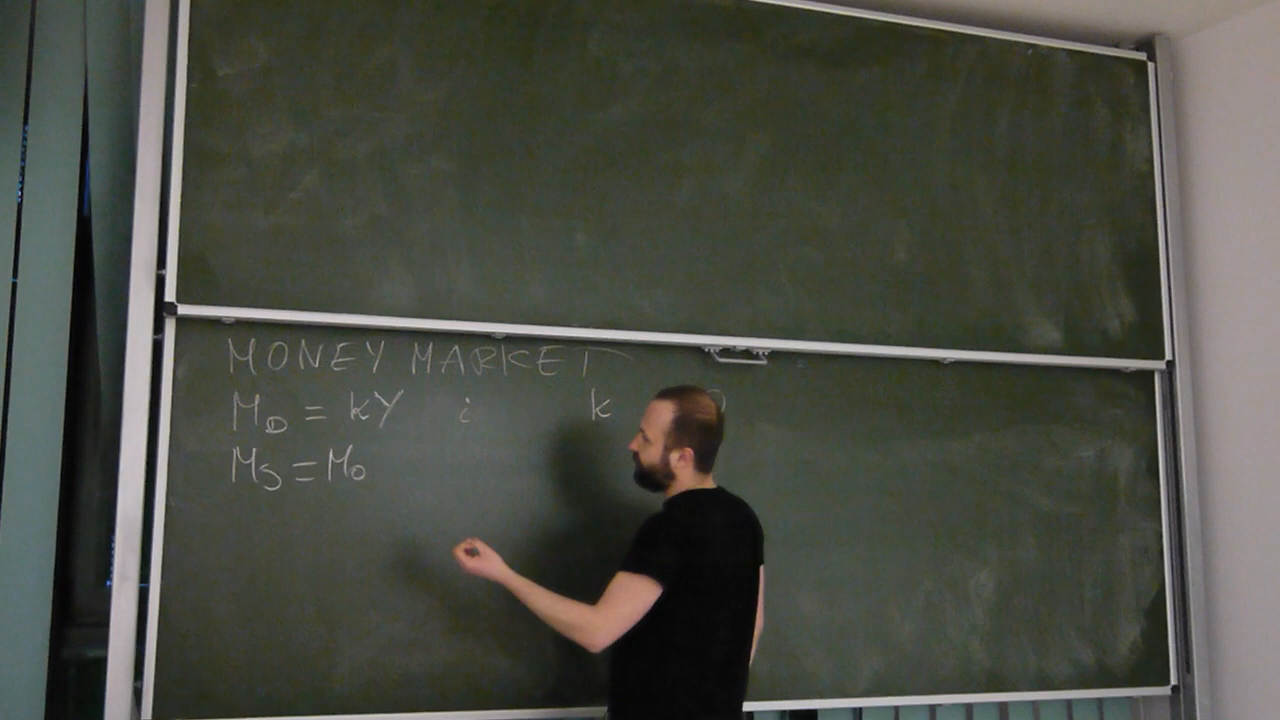 MONEY MARKET
M_D = kY i k
M_S = M_0